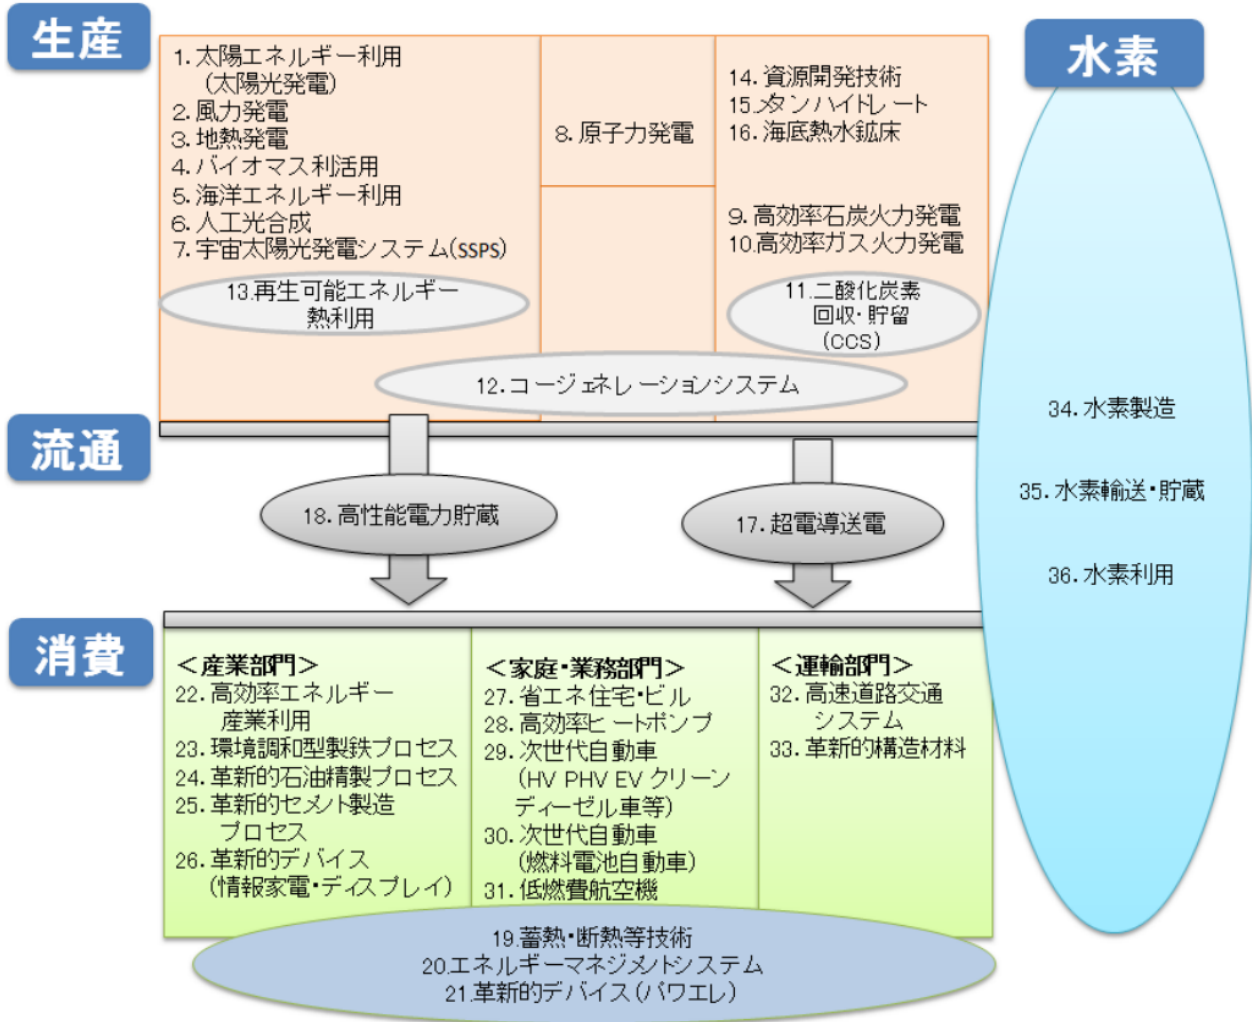 生産
1. 太陽エネルギー利用
(太陽光発電)
2. 風力発電
3. 地熱発電
4. バイオマス利活用
5. 海洋エネルギー利用
6. 人工光合成
7. 宇宙太陽光発電システム(SSPS)
13.再生可能エネルギー
熱利用
8. 原子力発電
14. 資源開発技術
15.メタンハイドレート
16. 海底熱水鉱床
9. 高効率石炭火力発電
10.高効率ガス火力発電
11.二酸化炭素
回収・貯留
(CCS)
12.コージェネレーションシステム
流通
18.高性能電力貯蔵
17.超電導送電
消費
＜産業部門＞
22.高効率エネルギー
産業利用
23.環境調和型製鉄プロセス
24.革新的石油精製プロセス
25.革新的セメント製造
プロセス
26.革新的デバイス
(情報家電・ディスプレイ)
＜家庭・業務部門＞
27.省エネ住宅・ビル
28.高効率ヒートポンプ
29.次世代自動車
(HV PHV EV クリーン
ディーゼル車等)
30.次世代自動車
(燃料電池自動車)
31.低燃費航空機
＜運輸部門＞
32.高速道路交通
システム
33.革新的構造材料
19.蓄熱・断熱等技術
20.エネルギーマネジメントシステム
21.革新的デバイス(パワエレ)
水素
34.水素製造
35.水素輸送・貯蔵
36.水素利用